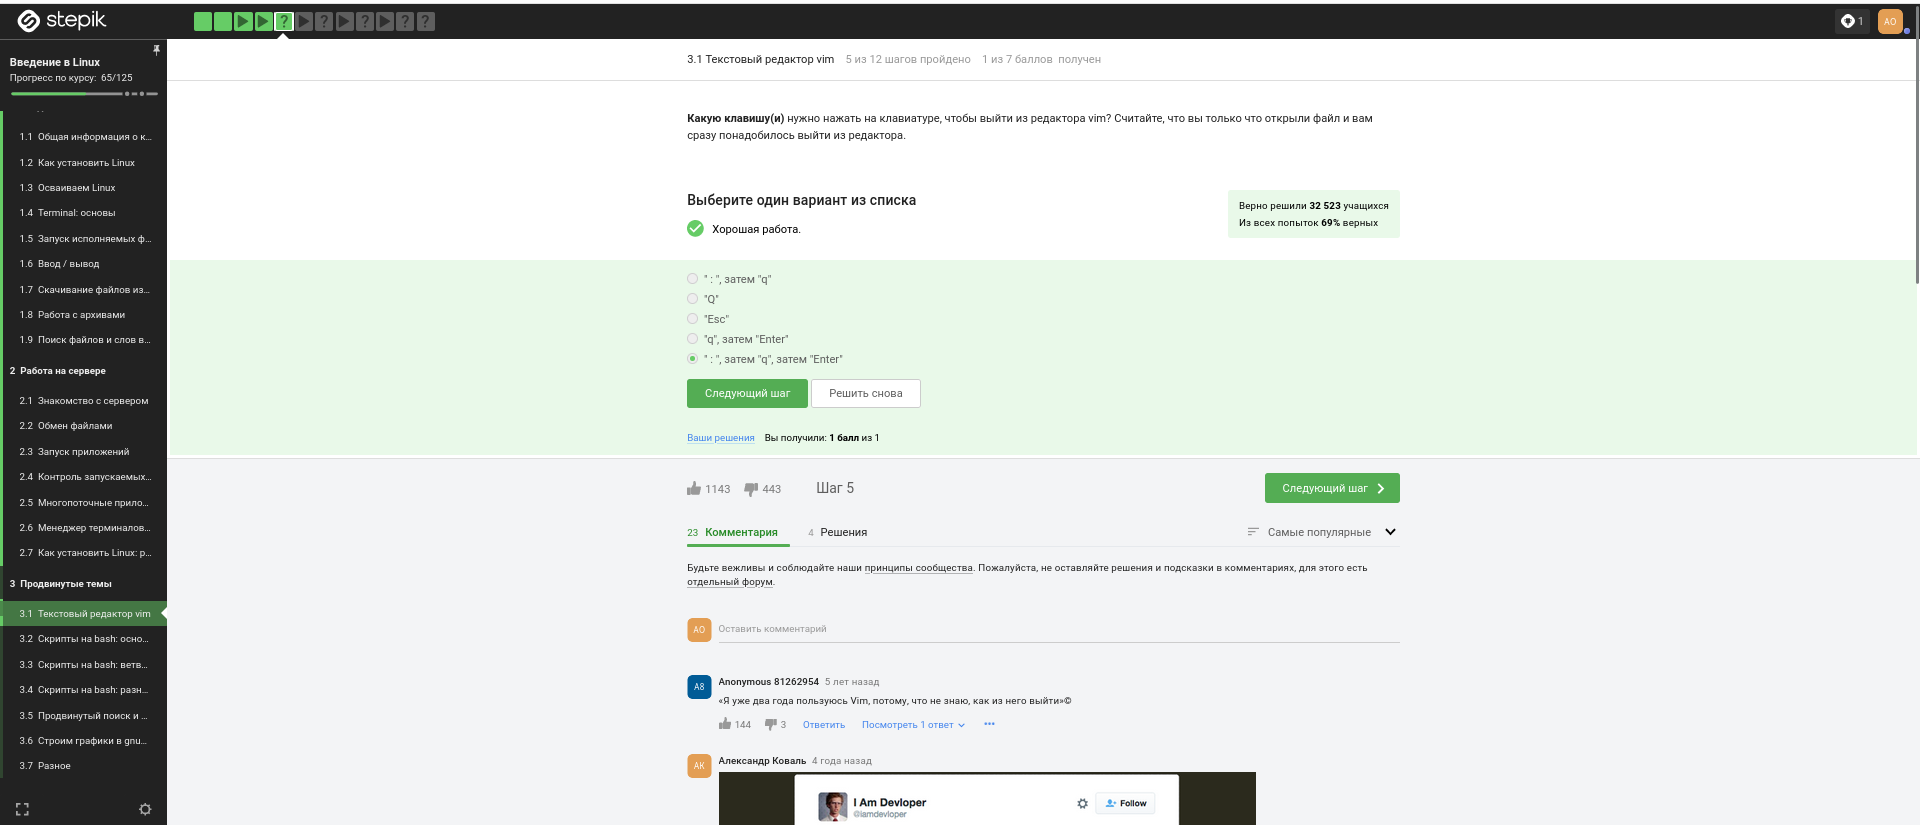 stepik
? ? ? ? ?
1
АО
Введение в Linux
Прогресс по курсу: 65/125
1.1 Общая информация о к...
1.2 Как установить Linux
1.3 Осваиваем Linux
1.4 Terminal: основы
1.5 Запуск исполняемых ф...
1.6 Ввод / вывод
1.7 Скачивание файлов из...
1.8 Работа с архивами
1.9 Поиск файлов и слов в...
2 Работа на сервере
2.1 Знакомство с сервером
2.2 Обмен файлами
2.3 Запуск приложений
2.4 Контроль запускаемых...
2.5 Многопоточные прило...
2.6 Менеджер терминалов...
2.7 Как установить Linux: р...
3 Продвинутые темы
3.1 Текстовый редактор vim
3.2 Скрипты на bash: осно...
3.3 Скрипты на bash: ветв...
3.4 Скрипты на bash: разн...
3.5 Продвинутый поиск и ...
3.6 Строим графики в gnu...
3.7 Разное
3.1 Текстовый редактор vim 5 из 12 шагов пройдено 1 из 7 баллов получен
Какую клавишу(и) нужно нажать на клавиатуре, чтобы выйти из редактора vim? Считайте, что вы только что открыли файл и вам
сразу понадобилось выйти из редактора.
Выберите один вариант из списка
Хорошая работа.
Верно решили 32 523 учащихся
Из всех попыток 69% верных
" : ", затем "q"
"Q"
"Esc"
"q", затем "Enter"
" : ", затем "q", затем "Enter"
Следующий шаг Решить снова
Ваши решения Вы получили: 1 балл из 1
1143 443 Шаг 5 Следующий шаг
23 Комментария 4 Решения Самые популярные
Будьте вежливы и соблюдайте наши принципы сообщества. Пожалуйста, не оставляйте решения и подсказки в комментариях, для этого есть
отдельный форум.
АО Оставить комментарий
A8 Anonymous 81262954 5 лет назад
«Я уже два года пользуюсь Vim, потому, что не знаю, как из него выйти»©
144 3 Ответить Посмотреть 1 ответ
АК Александр Коваль 4 года назад
I Am Devloper
@iamdevloper
Follow